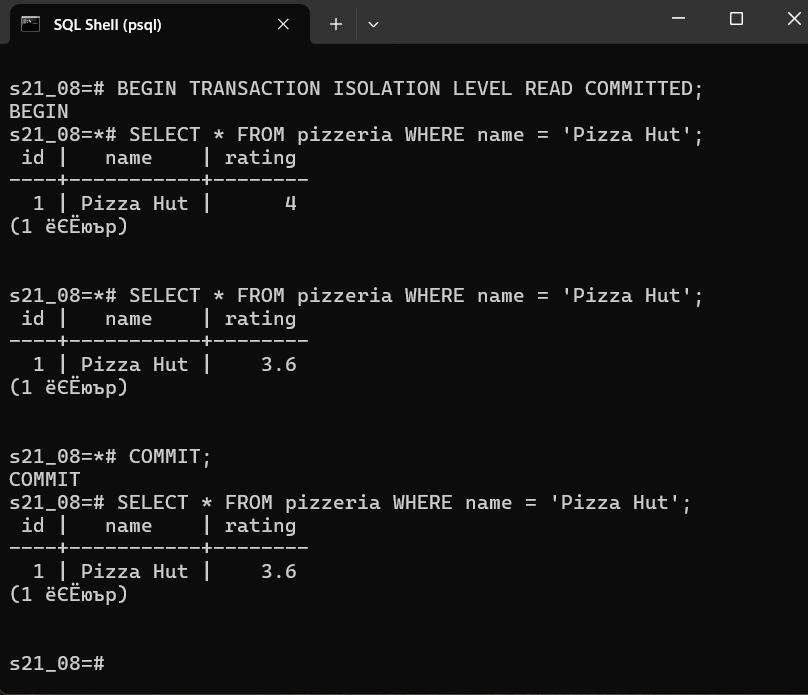 SQL Shell (psql)
s21_08=# BEGIN TRANSACTION ISOLATION LEVEL READ COMMITTED;
BEGIN
s21_08=*# SELECT * FROM pizzeria WHERE name = 'Pizza Hut';
 id |   name    | rating
----+-----------+--------
  1 | Pizza Hut |      4
(1 ёЄЁюър)
s21_08=*# SELECT * FROM pizzeria WHERE name = 'Pizza Hut';
 id |   name    | rating
----+-----------+--------
  1 | Pizza Hut |    3.6
(1 ёЄЁюър)
s21_08=*# COMMIT;
COMMIT
s21_08=# SELECT * FROM pizzeria WHERE name = 'Pizza Hut';
 id |   name    | rating
----+-----------+--------
  1 | Pizza Hut |    3.6
(1 ёЄЁюър)
s21_08=#